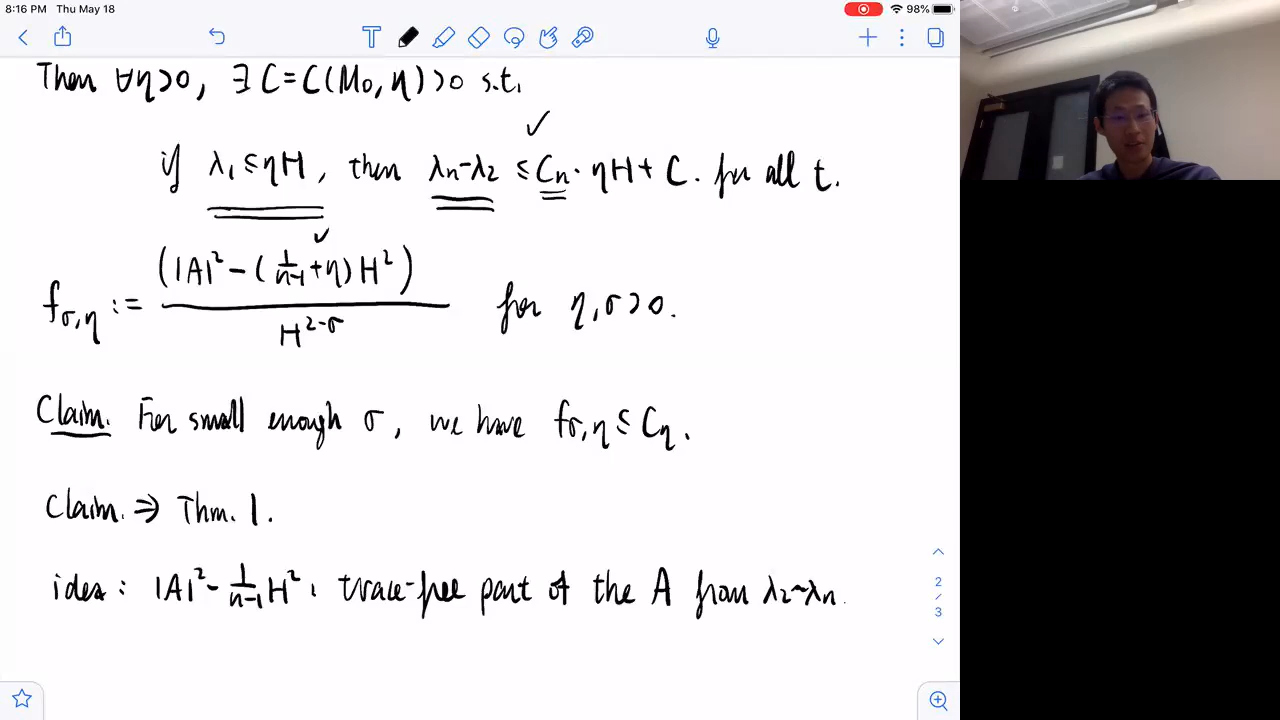 8:16 PM Thu May 18
98%
Then ∀η>0, ∃ C=C(M₀, η)>0 s.t.
if λ₁≤ηH, then λₙ-λ₂ ≤ Cₙ·ηH+C. for all t.
f_{σ,η} := (|A|²-(1/(n-1)+η)H²) / H^{2-σ} for η,σ>0.
Claim. For small enough σ, we have f_{σ,η} ≤ C_η.
Claim. ⇒ Thm. 1.
idea: |A|²-1/(n-1)H²: trace-free part of the A from λ₂~λₙ.
2
/
3